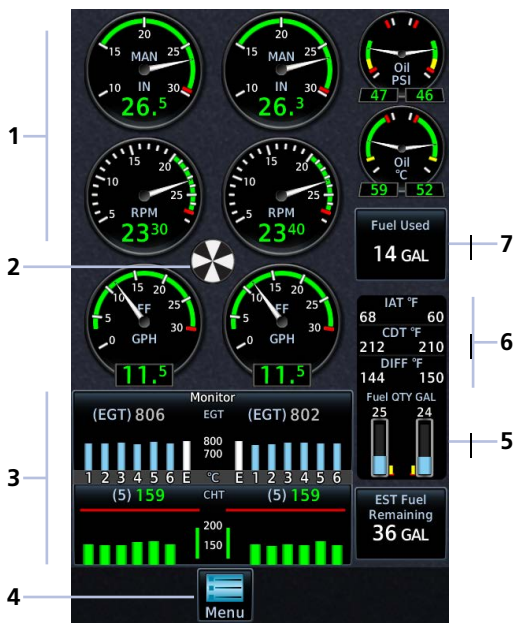 20
15
25
MAN
IN
10
30
26.5
20
15
25
MAN
IN
10
30
26.3
Oil
PSI
47
46
1
15
20
10
25
5
RPM
2330
15
20
10
25
5
RPM
2340
Oil
°C
59
52
Fuel Used
14 GAL
7
2
10
15
20
5
25
FF
GPH
30
0
11.5
10
15
20
5
25
FF
GPH
30
0
11.5
IAT °F
68
60
CDT °F
212
210
DIFF °F
144
150
6
Fuel QTY GAL
25
24
5
Monitor
(EGT) 806
EGT
(EGT) 802
800
700
1 2 3 4 5 6 E
°C
E 1 2 3 4 5 6
3
(5) 159
CHT
(5) 159
200
150
EST Fuel
Remaining
36 GAL
4
Menu